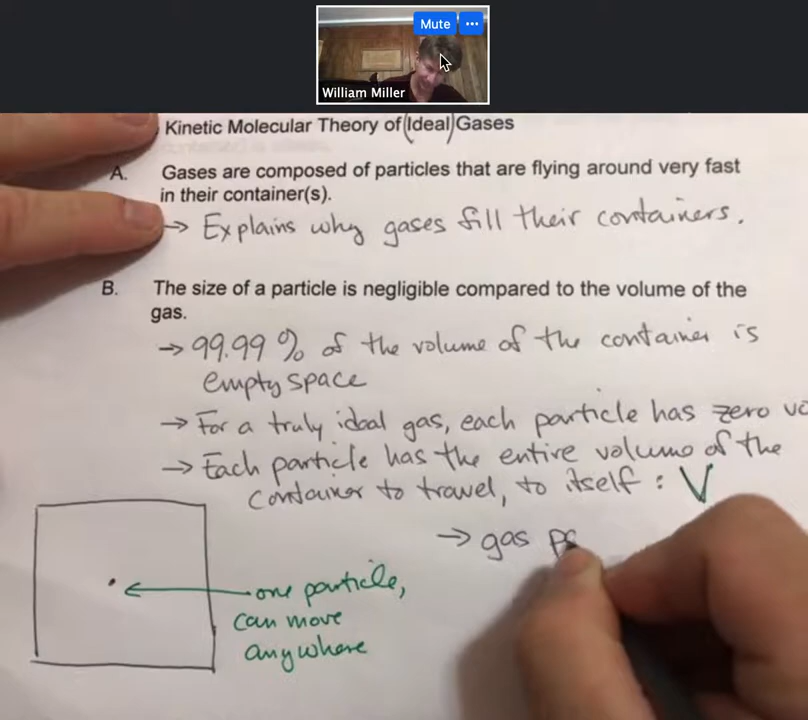 Mute
William Miller
Kinetic Molecular Theory of (Ideal) Gases
A. Gases are composed of particles that are flying around very fast
in their container(s).
→ Explains why gases fill their containers.
B. The size of a particle is negligible compared to the volume of the
gas.
→ 99.99 % of the volume of the container is
empty space
→ For a truly ideal gas, each particle has zero vo
→ Each particle has the entire volume of the
container to travel, to itself : V
→ gas pa
one particle,
can move
anywhere